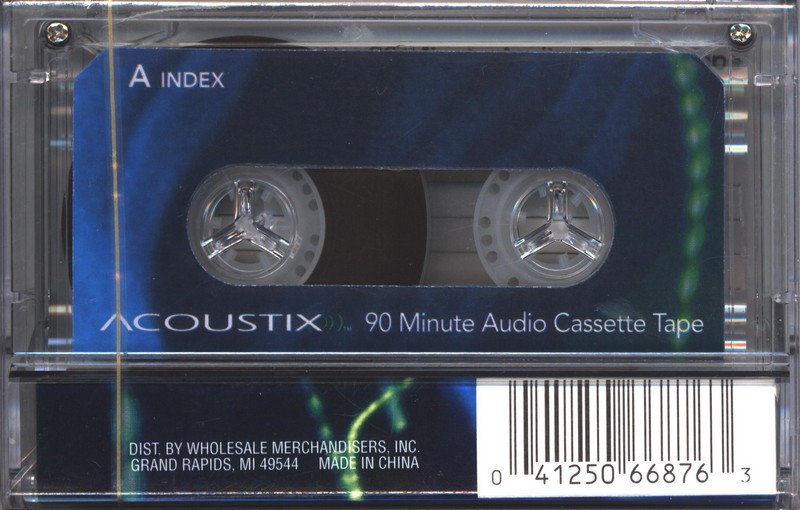 A INDEX
ACOUSTIX ™ 90 Minute Audio Cassette Tape
DIST. BY WHOLESALE MERCHANDISERS, INC.
GRAND RAPIDS, MI 49544 MADE IN CHINA
0 41250 66876 3